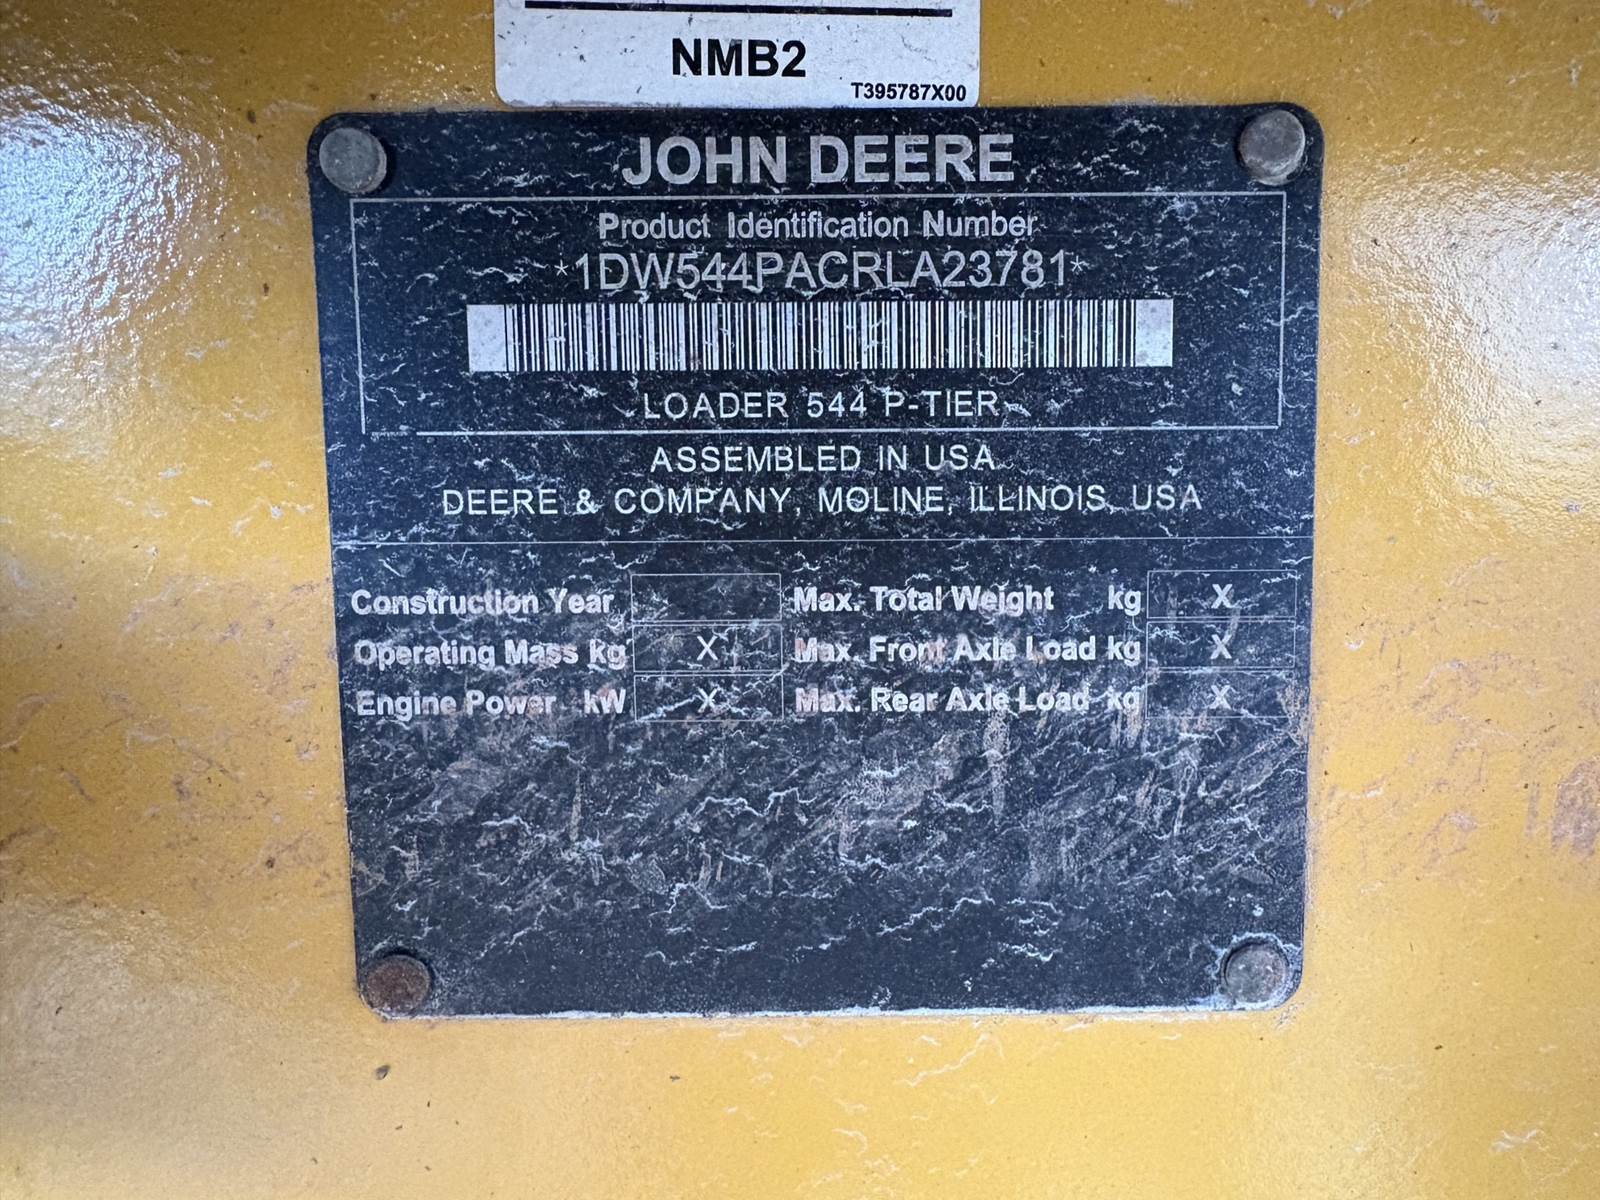 NMB2
T395787X00
JOHN DEERE
Product Identification Number
*1DW544PACRLA23781*
LOADER 544 P-TIER
ASSEMBLED IN USA
DEERE & COMPANY, MOLINE, ILLINOIS, USA
Construction Year Max. Total Weight kg X
Operating Mass kg X Max. Front Axle Load kg X
Engine Power kW X Max. Rear Axle Load kg X